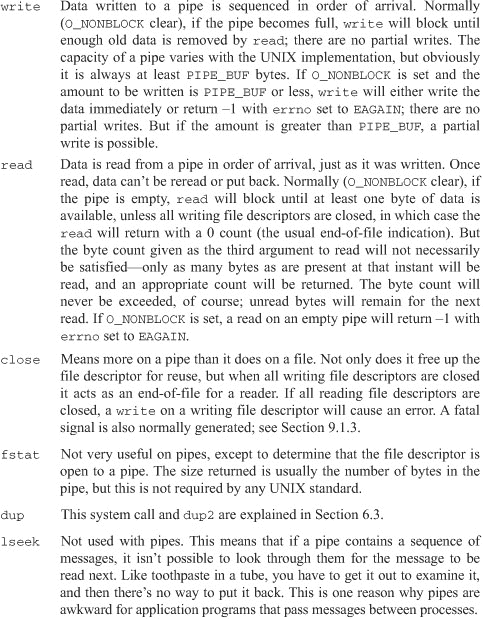 write Data written to a pipe is sequenced in order of arrival. Normally
(O_NONBLOCK clear), if the pipe becomes full, write will block until
enough old data is removed by read; there are no partial writes. The
capacity of a pipe varies with the UNIX implementation, but obviously
it is always at least PIPE_BUF bytes. If O_NONBLOCK is set and the
amount to be written is PIPE_BUF or less, write will either write the
data immediately or return –1 with errno set to EAGAIN; there are no
partial writes. But if the amount is greater than PIPE_BUF, a partial
write is possible.
read Data is read from a pipe in order of arrival, just as it was written. Once
read, data can't be reread or put back. Normally (O_NONBLOCK clear), if
the pipe is empty, read will block until at least one byte of data is
available, unless all writing file descriptors are closed, in which case the
read will return with a 0 count (the usual end-of-file indication). But
the byte count given as the third argument to read will not necessarily
be satisfied—only as many bytes as are present at that instant will be
read, and an appropriate count will be returned. The byte count will
never be exceeded, of course; unread bytes will remain for the next
read. If O_NONBLOCK is set, a read on an empty pipe will return –1 with
errno set to EAGAIN.
close Means more on a pipe than it does on a file. Not only does it free up the
file descriptor for reuse, but when all writing file descriptors are closed
it acts as an end-of-file for a reader. If all reading file descriptors are
closed, a write on a writing file descriptor will cause an error. A fatal
signal is also normally generated; see Section 9.1.3.
fstat Not very useful on pipes, except to determine that the file descriptor is
open to a pipe. The size returned is usually the number of bytes in the
pipe, but this is not required by any UNIX standard.
dup This system call and dup2 are explained in Section 6.3.
lseek Not used with pipes. This means that if a pipe contains a sequence of
messages, it isn't possible to look through them for the message to be
read next. Like toothpaste in a tube, you have to get it out to examine it,
and then there's no way to put it back. This is one reason why pipes are
awkward for application programs that pass messages between processes.